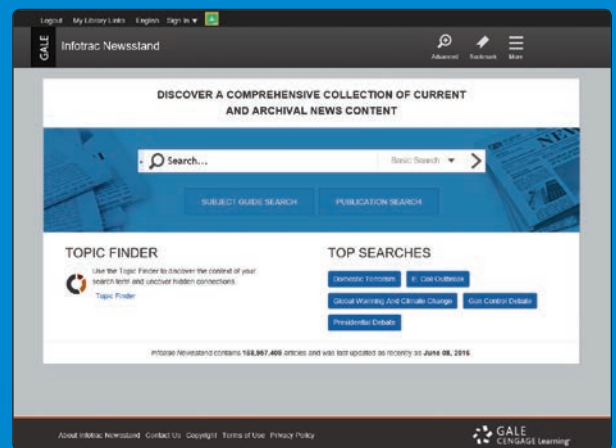 Logout My Library Links English Sign In
GALE
Infotrac Newsstand
Advanced Bookmark More
DISCOVER A COMPREHENSIVE COLLECTION OF CURRENT
AND ARCHIVAL NEWS CONTENT
Search... Basic Search
SUBJECT GUIDE SEARCH PUBLICATION SEARCH
NEW
TOPIC FINDER
Use the Topic Finder to discover the context of your
search term and uncover hidden connections.
Topic Finder
TOP SEARCHES
Domestic Terrorism E. Coli Outbreak
Global Warming And Climate Change Gun Control Debate
Presidential Debate
Infotrac Newsstand contains 188,967,408 articles and was last updated as recently as June 08, 2016
About Infotrac Newsstand Contact Us Copyright Terms of Use Privacy Policy
GALE
CENGAGE Learning